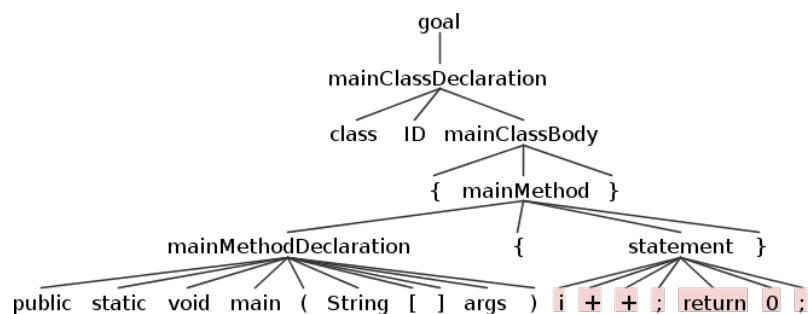 goal
mainClassDeclaration
class ID mainClassBody
{ mainMethod }
mainMethodDeclaration { statement }
public static void main ( String [ ] args ) i + + ; return 0 ;